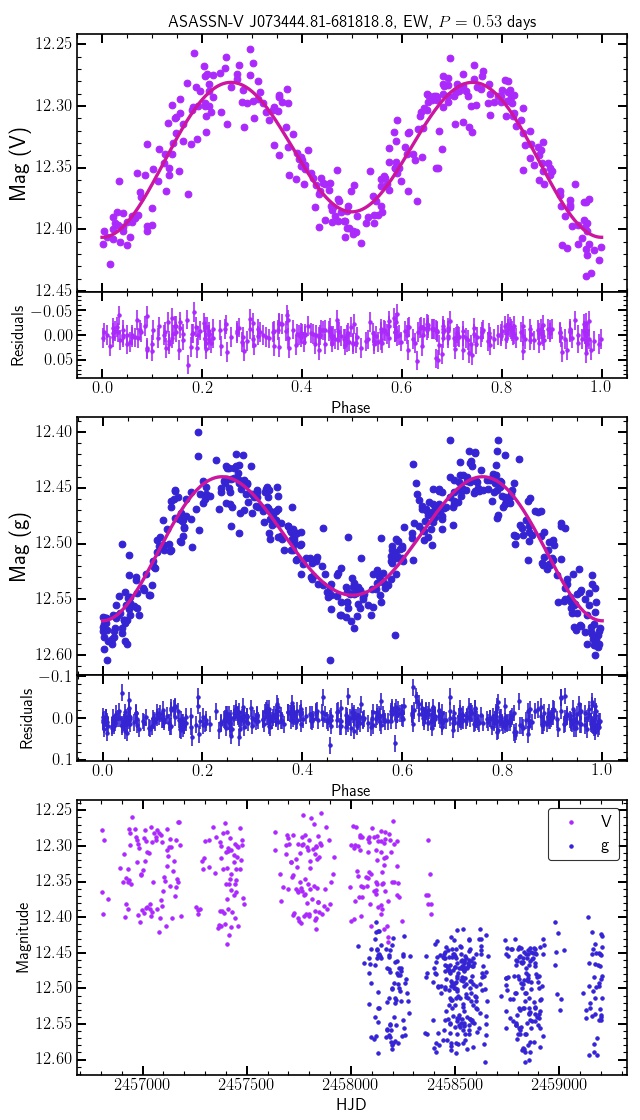 ASASSN-V J073444.81-681818.8, EW, P = 0.53 days
12.25
12.30
12.35
12.40
12.45
Mag (V)
−0.05
0.00
0.05
Residuals
0.0 0.2 0.4 0.6 0.8 1.0
Phase
12.40
12.45
12.50
12.55
12.60
Mag (g)
−0.1
0.0
0.1
Residuals
0.0 0.2 0.4 0.6 0.8 1.0
Phase
12.25
12.30
12.35
12.40
12.45
12.50
12.55
12.60
Magnitude
V
g
2457000 2457500 2458000 2458500 2459000
HJD